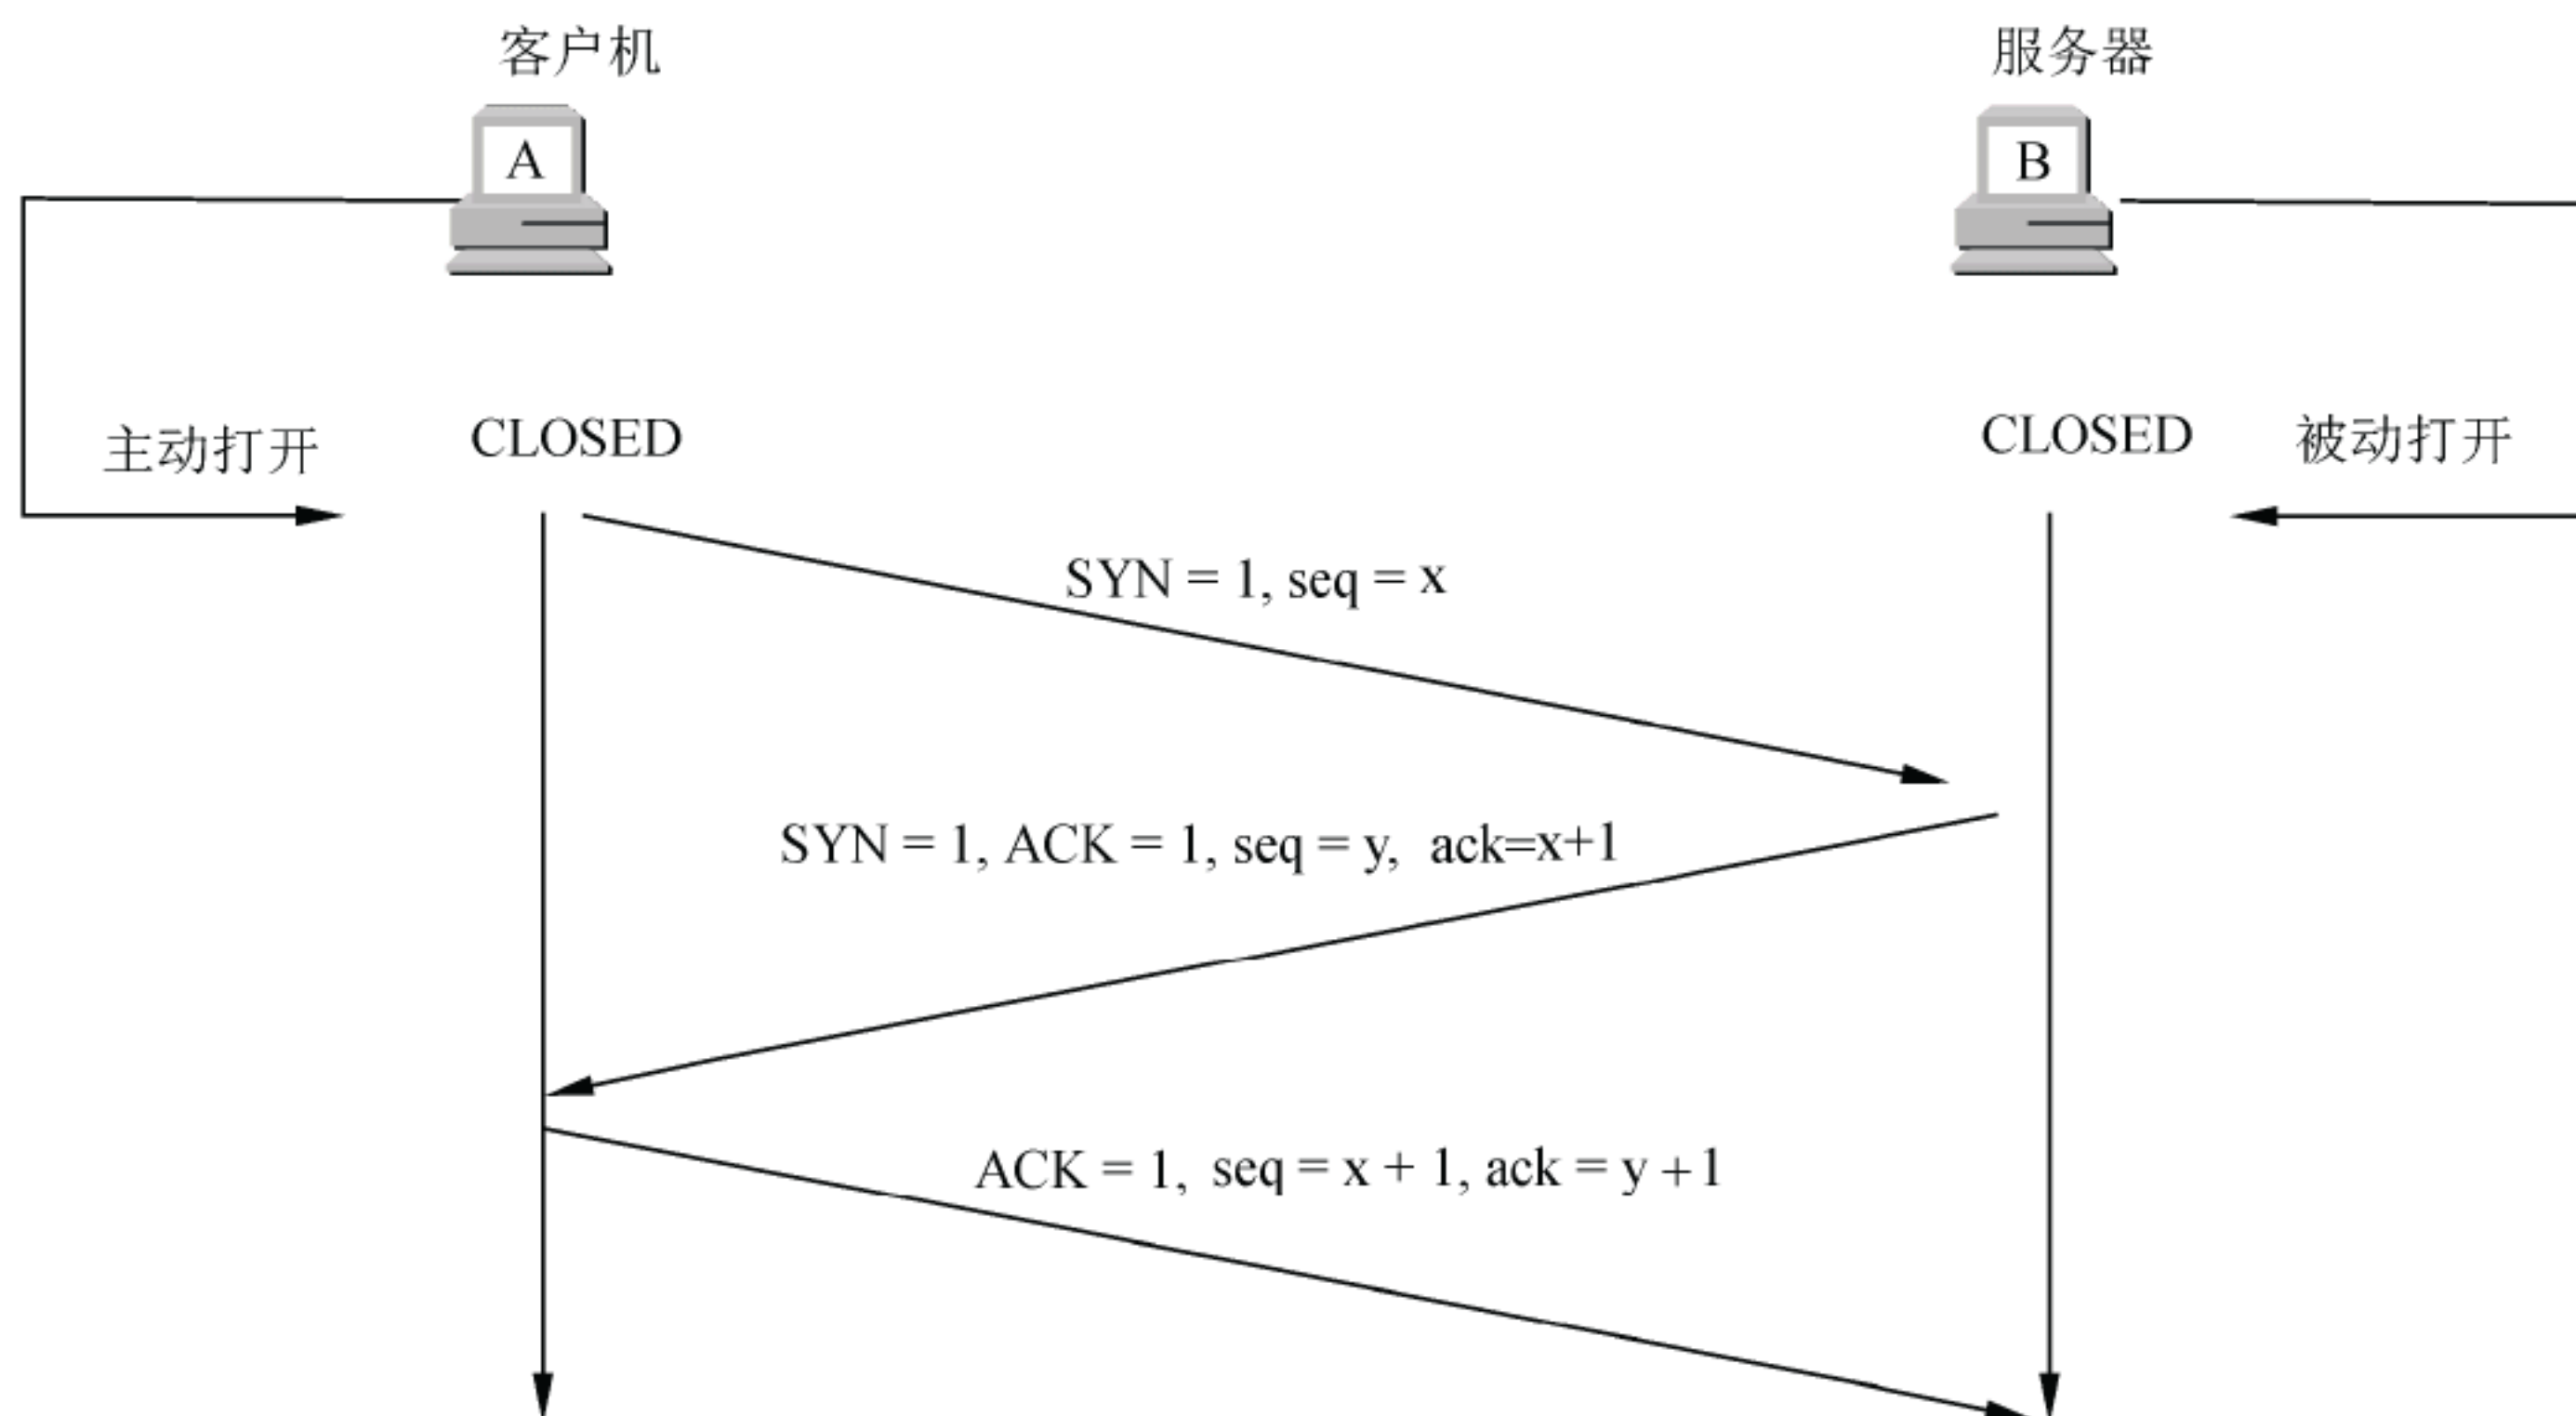 客户机
服务器
A
B
主动打开
CLOSED
CLOSED
被动打开
SYN = 1, seq = x
SYN = 1, ACK = 1, seq = y, ack=x+1
ACK = 1, seq = x + 1, ack = y +1